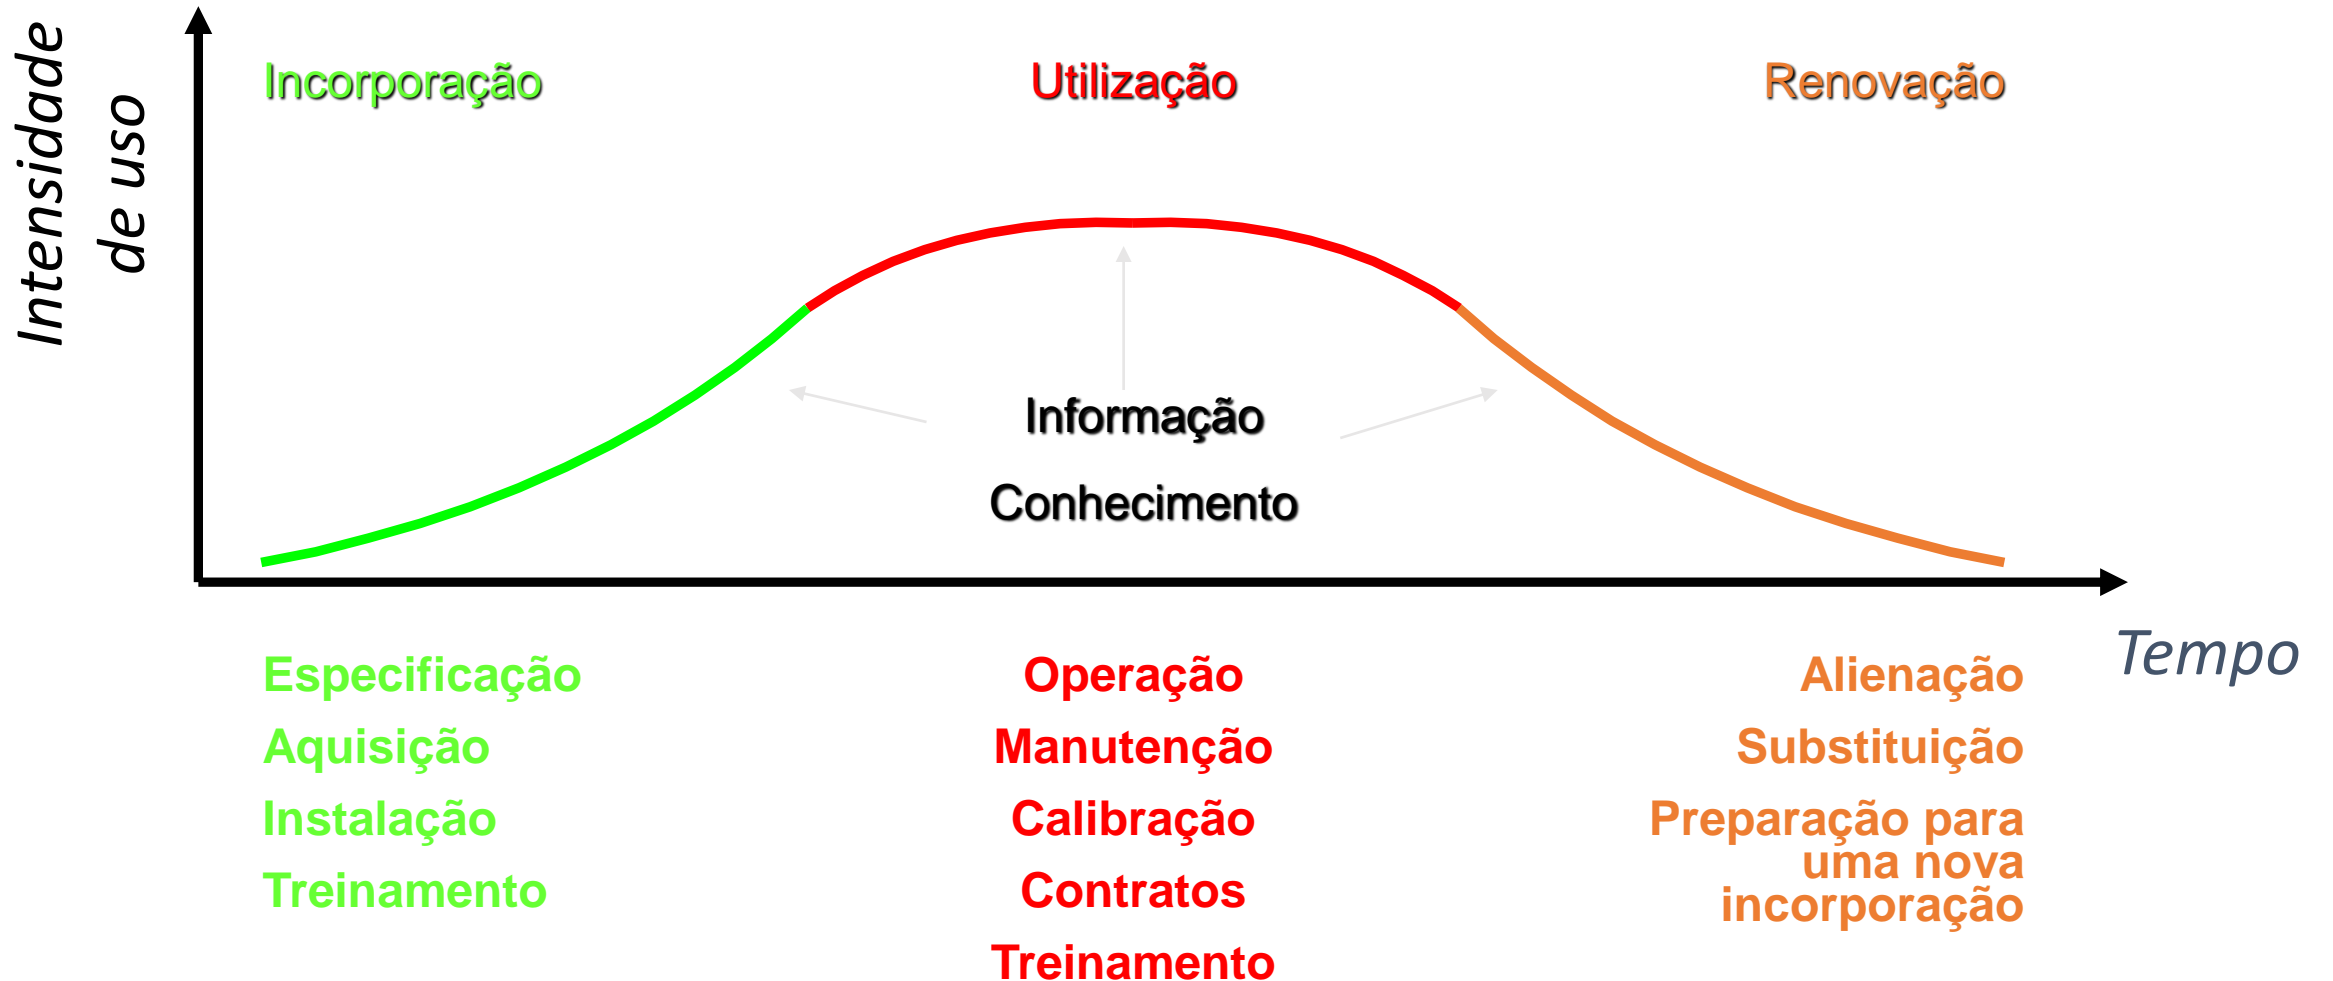 Intensidade
de uso
Incorporação
Utilização
Renovação
Informação
Conhecimento
Tempo
Especificação
Aquisição
Instalação
Treinamento
Operação
Manutenção
Calibração
Contratos
Treinamento
Alienação
Substituição
Preparação para
uma nova
incorporação